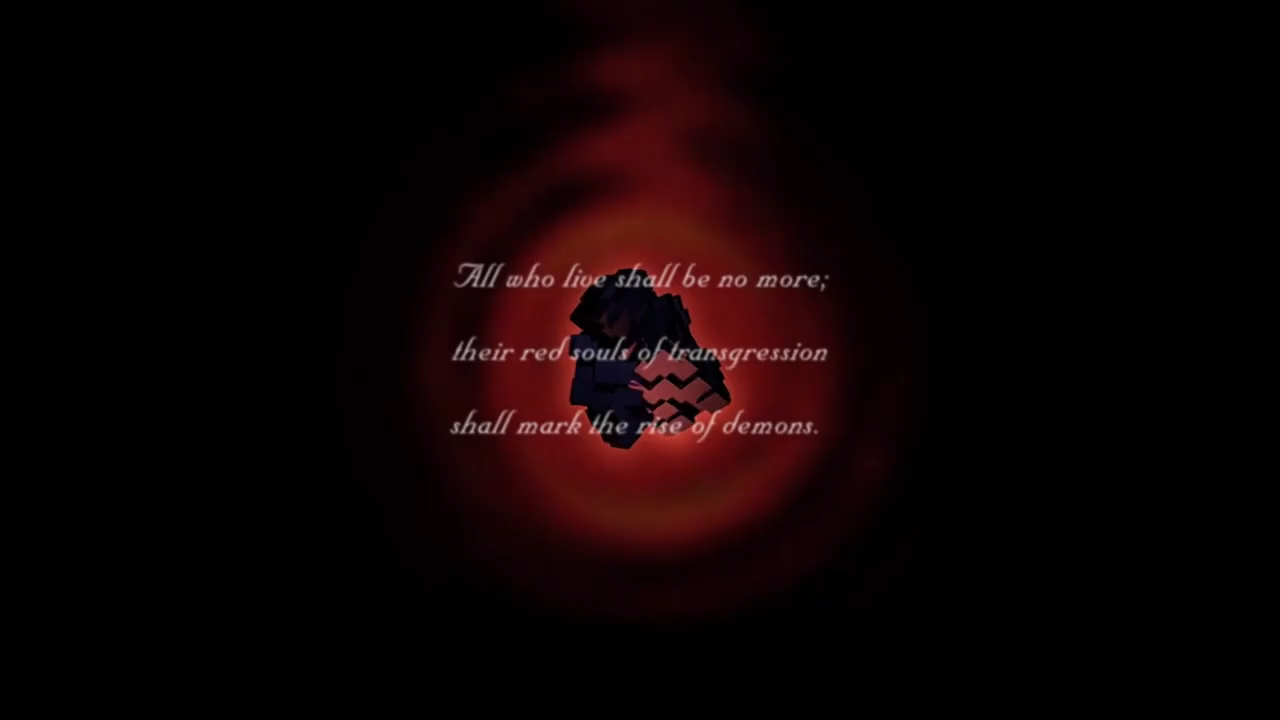 All who live shall be no more;
their red souls of transgression
shall mark the rise of demons.